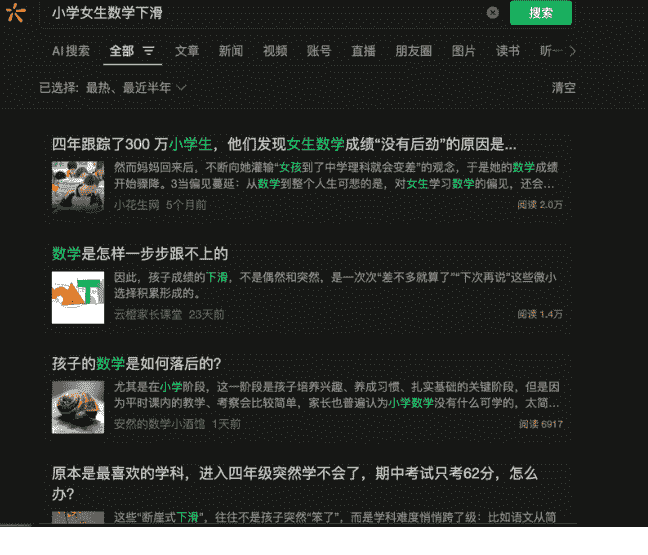 小学女生数学下滑
搜索
AI搜索 全部 文章 新闻 视频 账号 直播 朋友圈 图片 读书 听一
已选择: 最热、最近半年
清空
四年跟踪了300 万小学生，他们发现女生数学成绩“没有后劲”的原因是...
然而妈妈回来后，不断向她灌输“女孩到了中学理科就会变差”的观念，于是她的数学成绩
开始骤降。3当偏见蔓延：从数学到整个人生可悲的是，对女生学习数学的偏见，还会...
小花生网 5个月前
阅读 2.0万
数学是怎样一步步跟不上的
因此，孩子成绩的下滑，不是偶然和突然，是一次次“差不多就算了”“下次再说”这些微小
选择积累形成的。
云橙家长课堂 23天前
阅读 1.4万
孩子的数学是如何落后的?
尤其是在小学阶段，这一阶段是孩子培养兴趣、养成习惯、扎实基础的关键阶段，但是因
为平时课内的教学、考察会比较简单，家长也普遍认为小学数学没有什么可学的，太简...
安然的数学小酒馆 1天前
阅读 6917
原本是最喜欢的学科，进入四年级突然学不会了，期中考试只考62分，怎么
办?
这些“断崖式下滑”，往往不是孩子突然“笨了”，而是学科难度悄悄跨了级：比如语文从简